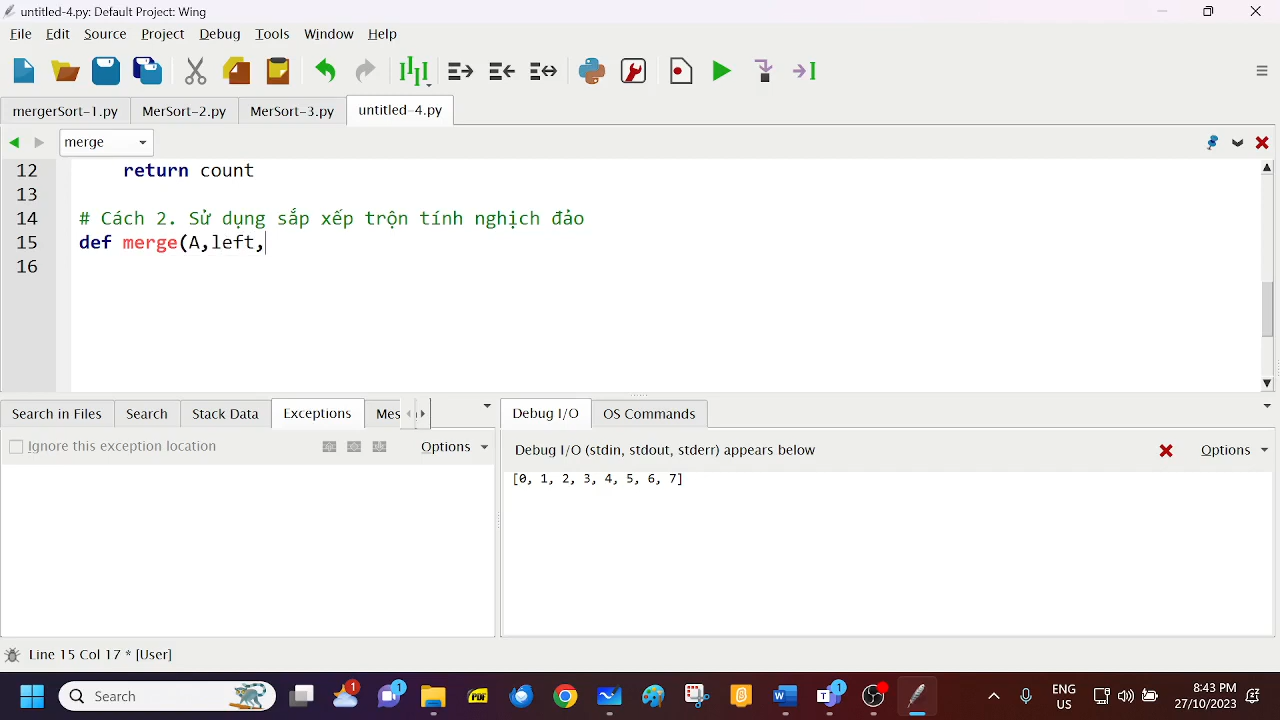 untitled-4.py: Default Project: Wing
File Edit Source Project Debug Tools Window Help
mergerSort-1.py MerSort-2.py MerSort-3.py untitled-4.py
merge
12 return count
13
14 # Cách 2. Sử dụng sắp xếp trộn tính nghịch đảo
15 def merge(A,left,
16
Search in Files Search Stack Data Exceptions Mes
Debug I/O OS Commands
Ignore this exception location Options
Debug I/O (stdin, stdout, stderr) appears below Options
[0, 1, 2, 3, 4, 5, 6, 7]
Line 15 Col 17 * [User]
Search
1
1
PDF
1
ENG
US
8:43 PM
27/10/2023